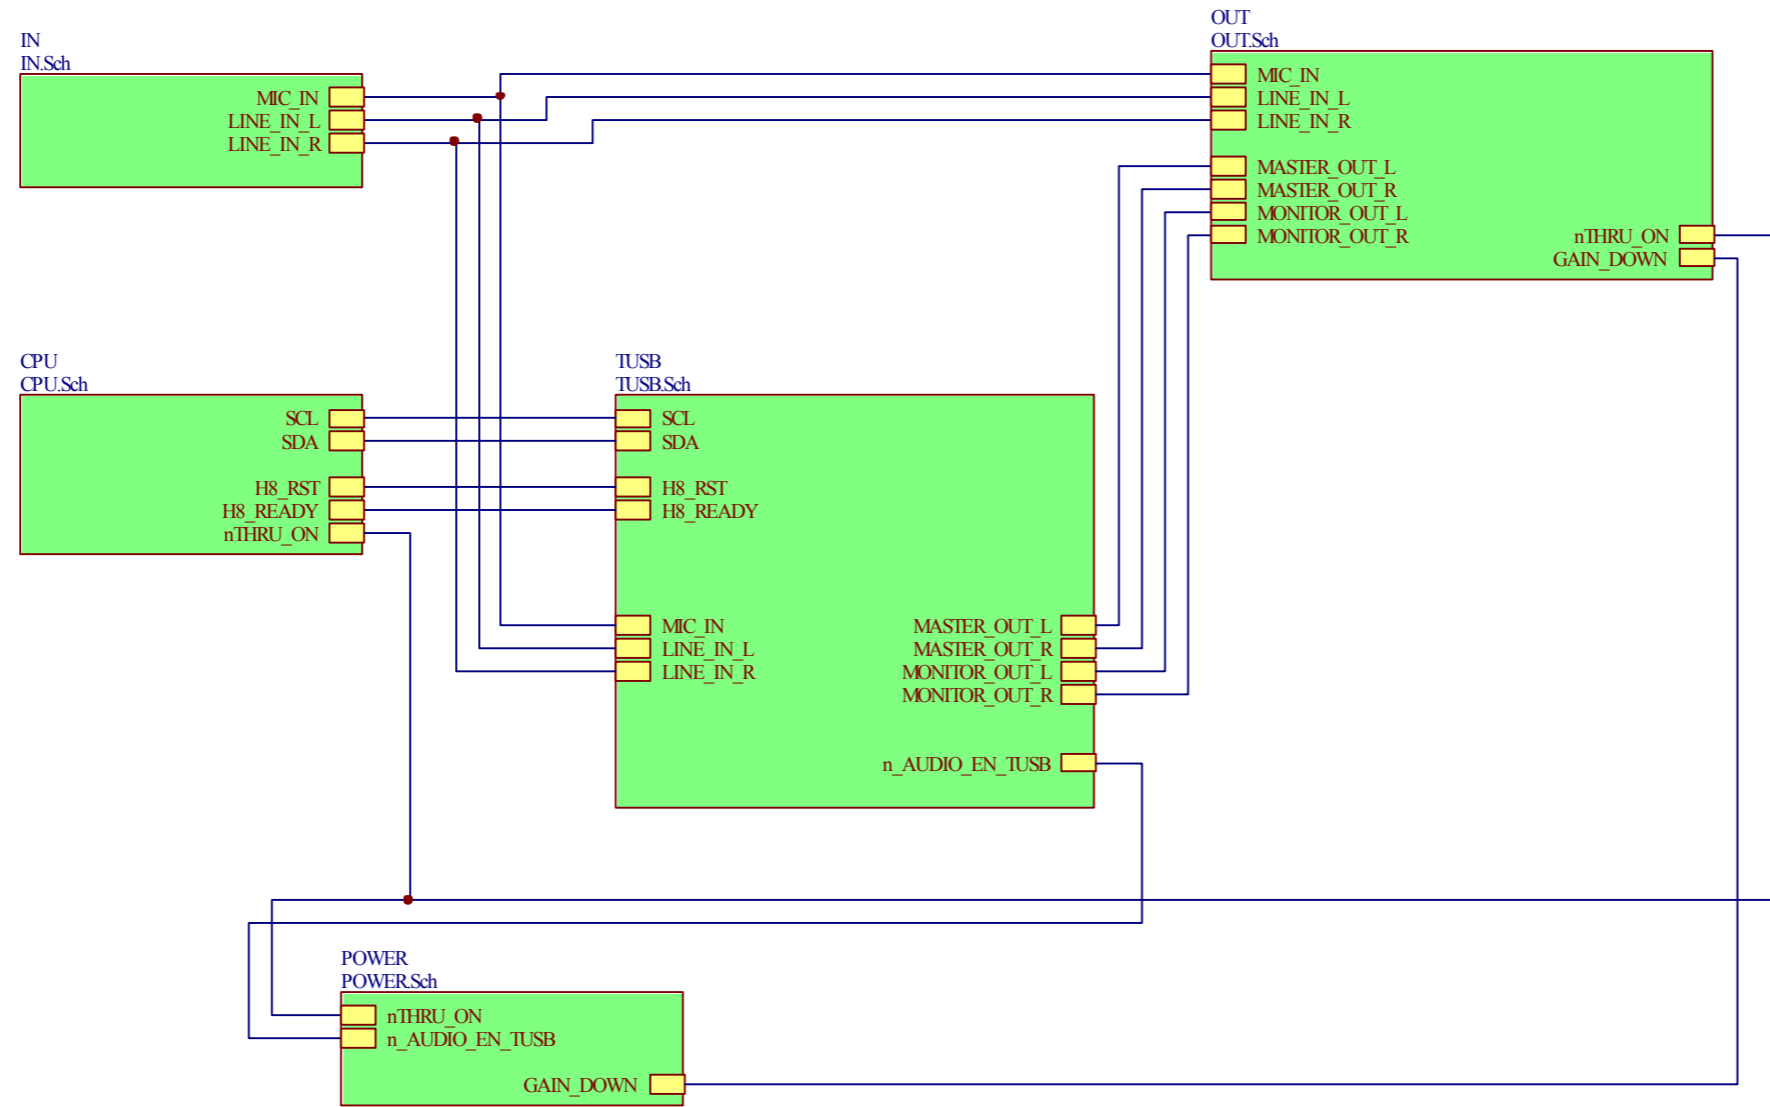 IN
IN.Sch
MIC_IN
LINE_IN_L
LINE_IN_R
OUT
OUT.Sch
MIC_IN
LINE_IN_L
LINE_IN_R
MASTER_OUT_L
MASTER_OUT_R
MONITOR_OUT_L
MONITOR_OUT_R
nTHRU_ON
GAIN_DOWN
CPU
CPU.Sch
SCL
SDA
H8_RST
H8_READY
nTHRU_ON
TUSB
TUSB.Sch
SCL
SDA
H8_RST
H8_READY
MIC_IN
LINE_IN_L
LINE_IN_R
MASTER_OUT_L
MASTER_OUT_R
MONITOR_OUT_L
MONITOR_OUT_R
n_AUDIO_EN_TUSB
POWER
POWER.Sch
nTHRU_ON
n_AUDIO_EN_TUSB
GAIN_DOWN